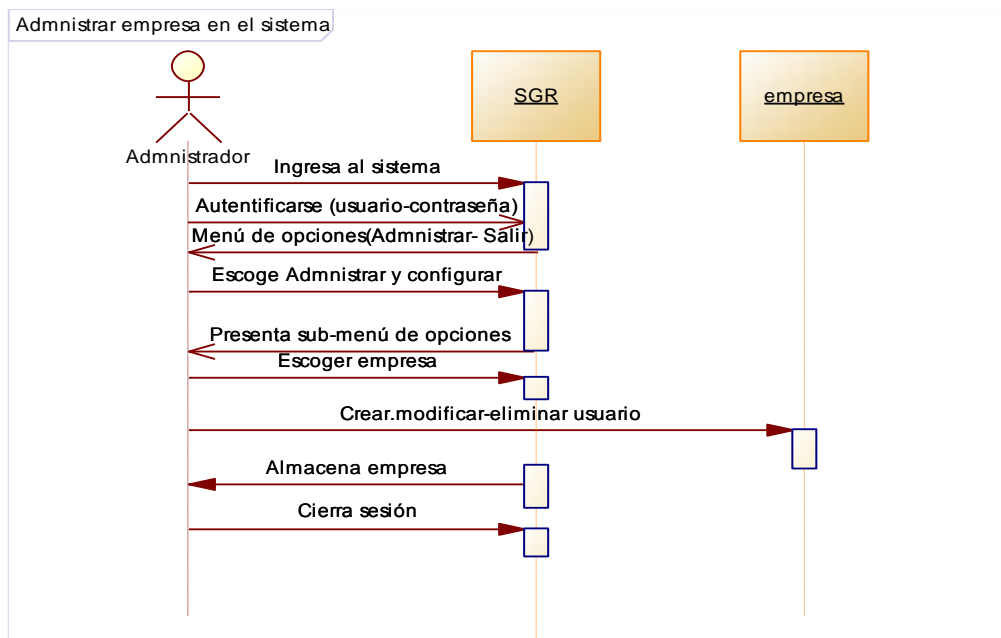 Admnistrar empresa en el sistema
SGR
empresa
Admnistrador
Ingresa al sistema
Autentificarse (usuario-contraseña)
Menú de opciones(Admnistrar- Salir)
Escoge Admnistrar y configurar
Presenta sub-menú de opciones
Escoger empresa
Crear.modificar-eliminar usuario
Almacena empresa
Cierra sesión